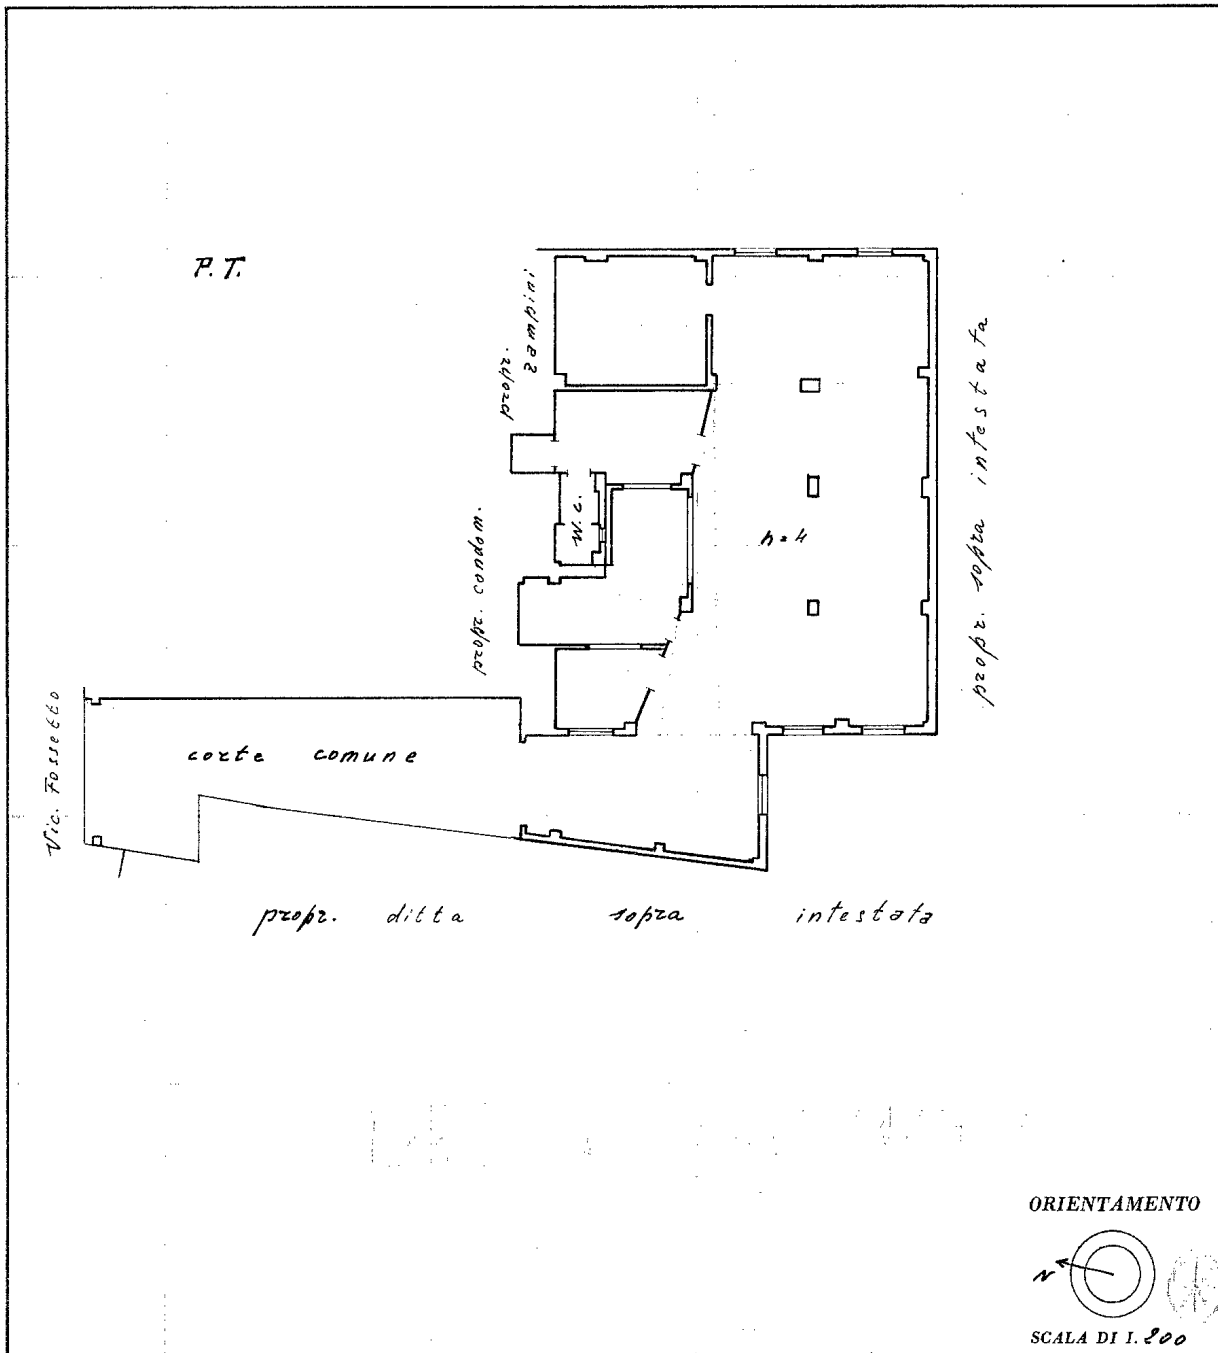 P. T.
propr.
zampini
propr. sopra intestata
W. c.
h=4
propr. condom.
Vic. Fossetto
corte comune
propr. ditta sopra intestata
ORIENTAMENTO
N
SCALA DI 1. 200